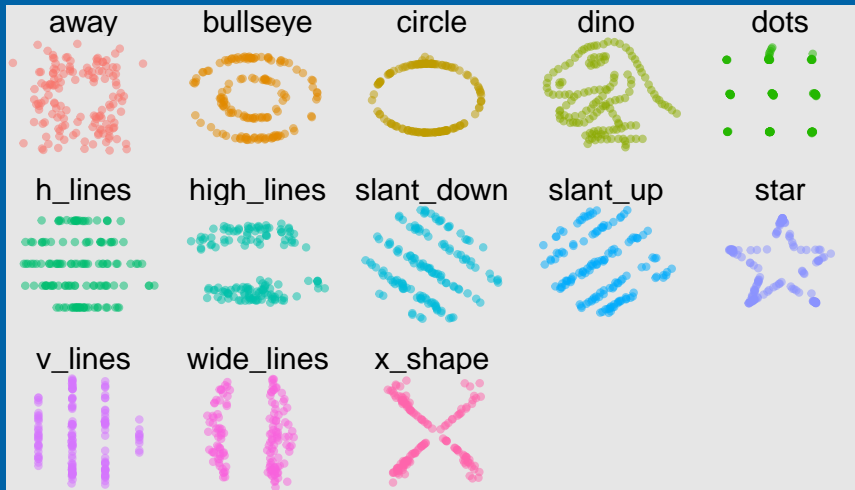 away bullseye circle dino dots
h_lines high_lines slant_down slant_up star
v_lines wide_lines x_shape